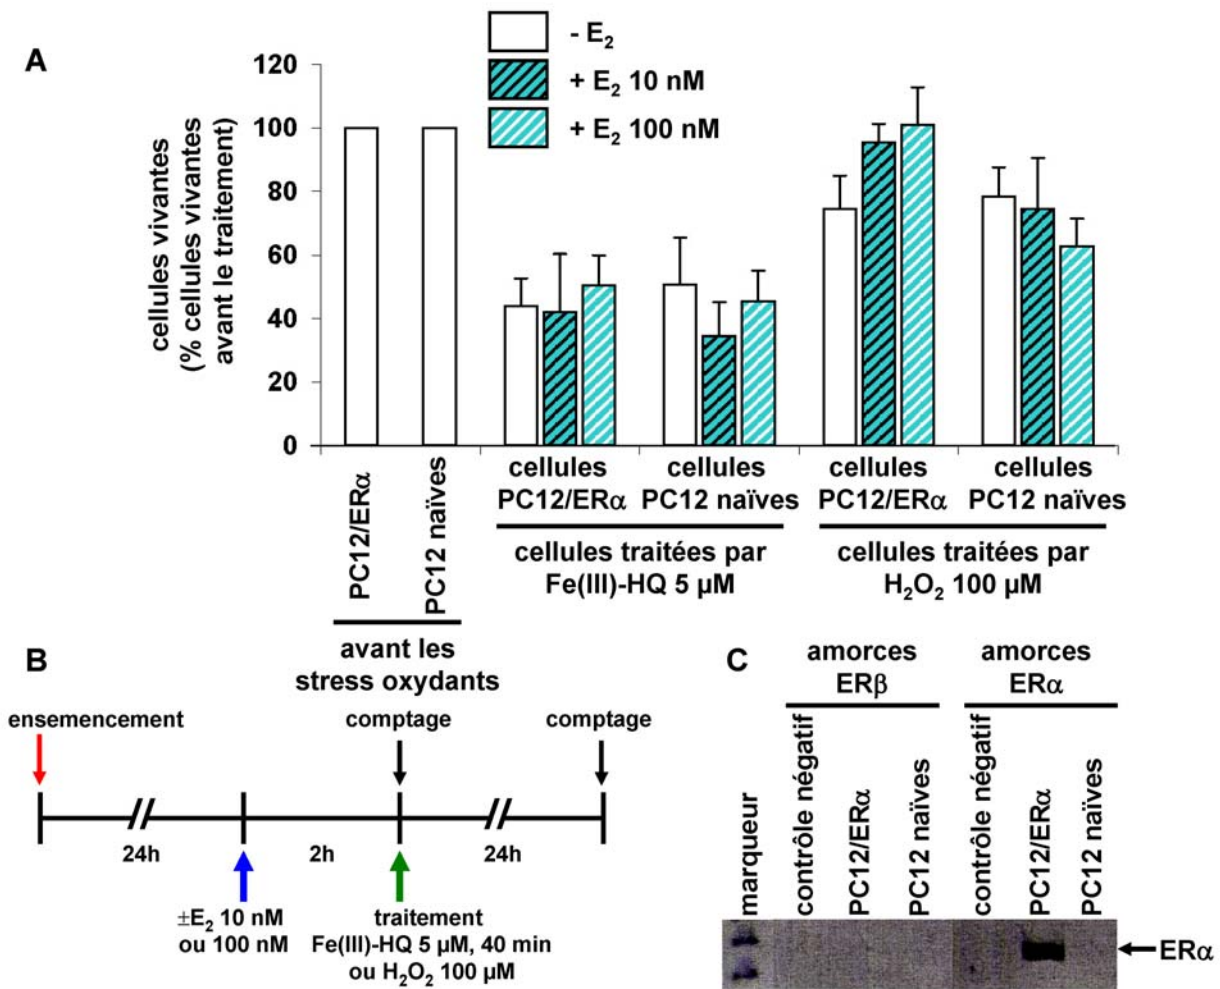 A
- E₂
+ E₂ 10 nM
+ E₂ 100 nM
cellules vivantes
(% cellules vivantes
avant le traitement)
120
100
80
60
40
20
0
PC12/ERα
PC12 naïves
avant les
stress oxydants
cellules
PC12/ERα
cellules
PC12 naïves
cellules traitées par
Fe(III)-HQ 5 µM
cellules
PC12/ERα
cellules
PC12 naïves
cellules traitées par
H₂O₂ 100 µM
B
ensemencement
comptage
comptage
24h
2h
24h
±E₂ 10 nM
ou 100 nM
traitement
Fe(III)-HQ 5 µM, 40 min
ou H₂O₂ 100 µM
C
amorces
ERβ
amorces
ERα
marqueur
contrôle négatif
PC12/ERα
PC12 naïves
contrôle négatif
PC12/ERα
PC12 naïves
ERα